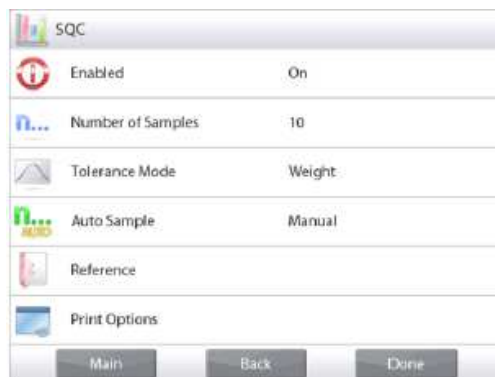 SQC
Enabled On
n... Number of Samples 10
Tolerance Mode Weight
n... AUTO Auto Sample Manual
Reference
Print Options
Main Back Done